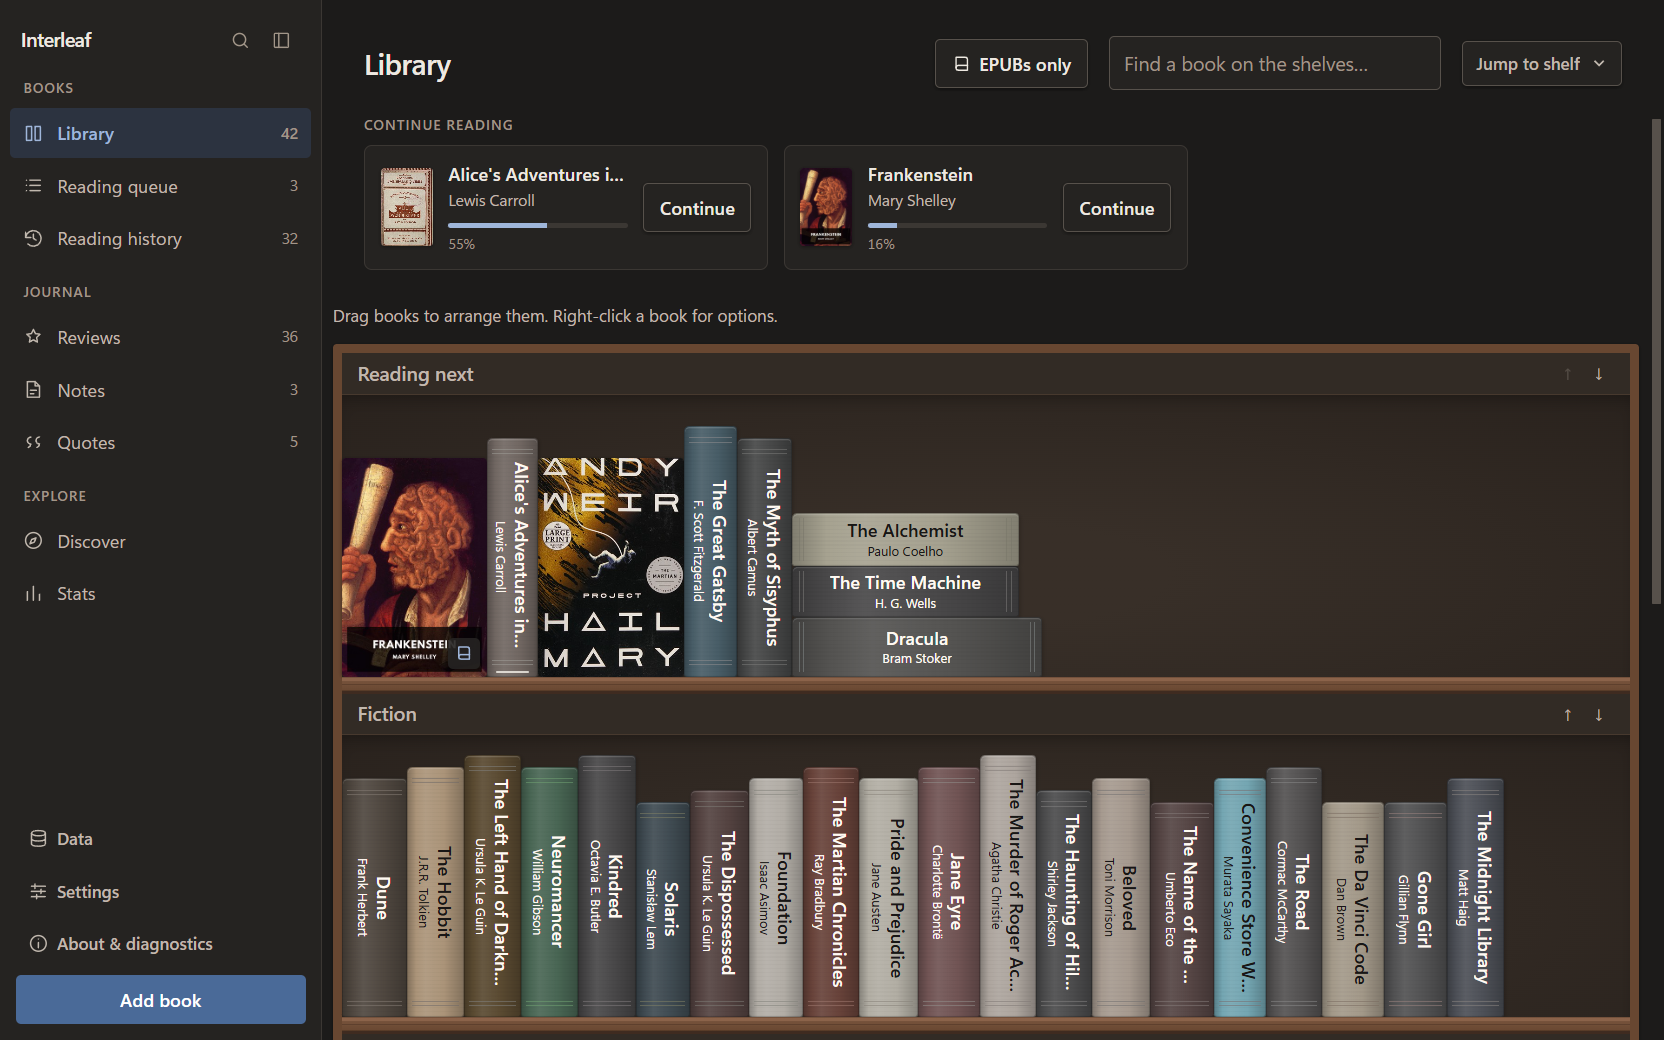 Interleaf
BOOKS
Library 42
Reading queue 3
Reading history 32
JOURNAL
Reviews 36
Notes 3
Quotes 5
EXPLORE
Discover
Stats
Data
Settings
About & diagnostics
Add book
Library
EPUBs only
Find a book on the shelves...
Jump to shelf
CONTINUE READING
Alice's Adventures i...
Lewis Carroll
55%
Continue
FRANKENSTEIN
Frankenstein
Mary Shelley
16%
Continue
Drag books to arrange them. Right-click a book for options.
Reading next
FRANKENSTEI
MARY SHELLEY
Alice's Adventures in...
Lewis Carroll
ANDY
WEIR
LARGE
PRINT
THE
MARTIAN
PROJECT
HAIL
MARY
The Great Gatsby
F. Scott Fitzgerald
The Myth of Sisyphus
Albert Camus
The Alchemist
Paulo Coelho
The Time Machine
H. G. Wells
Dracula
Bram Stoker
Fiction
Dune
Frank Herbert
The Hobbit
J.R.R. Tolkien
The Left Hand of Darkn...
Ursula K. Le Guin
Neuromancer
William Gibson
Kindred
Octavia E. Butler
Solaris
Stanisław Lem
The Dispossessed
Ursula K. Le Guin
Foundation
Isaac Asimov
The Martian Chronicles
Ray Bradbury
Pride and Prejudice
Jane Austen
Jane Eyre
Charlotte Brontë
The Murder of Roger Ac...
Agatha Christie
The Haunting of Hil...
Shirley Jackson
Beloved
Toni Morrison
The Name of the ...
Umberto Eco
Convenience Store W...
Murata Sayaka
The Road
Cormac McCarthy
The Da Vinci Code
Dan Brown
Gone Girl
Gillian Flynn
The Midnight Library
Matt Haig